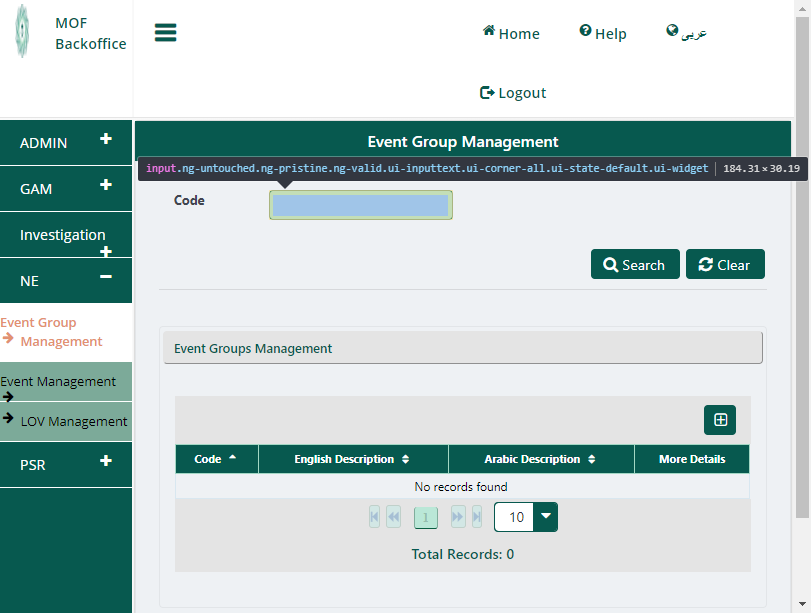 MOF
Backoffice
Home
Help
عربي
Logout
ADMIN
GAM
Investigation
NE
Event Group
Management
Event Management
LOV Management
PSR
Event Group Management
input.ng-untouched.ng-pristine.ng-valid.ui-inputtext.ui-corner-all.ui-state-default.ui-widget 184.31×30.19
Code
Search
Clear
Event Groups Management
Code English Description Arabic Description More Details
No records found
1 10
Total Records: 0